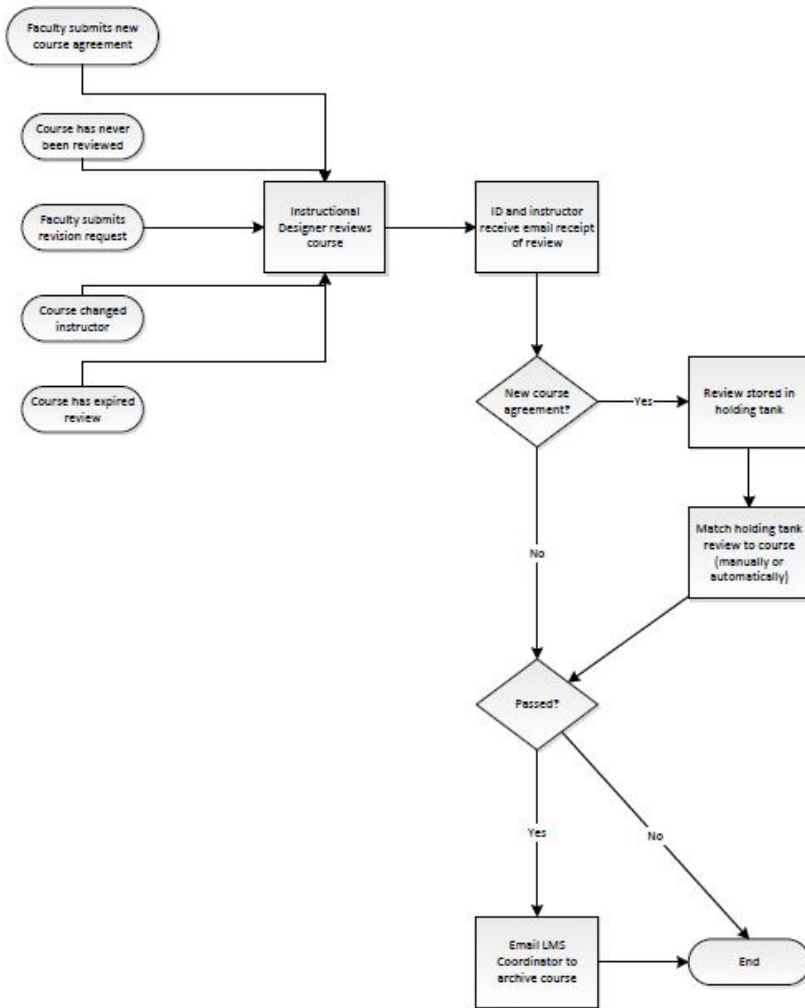 Faculty submits new
course agreement
Course has never
been reviewed
Faculty submits
revision request
Course changed
instructor
Course has expired
review
Instructional
Designer reviews
course
ID and instructor
receive email receipt
of review
New course
agreement?
Yes
Review stored in
holding tank
Match holding tank
review to course
(manually or
automatically)
No
Passed?
Yes
No
Email LMS
Coordinator to
archive course
End